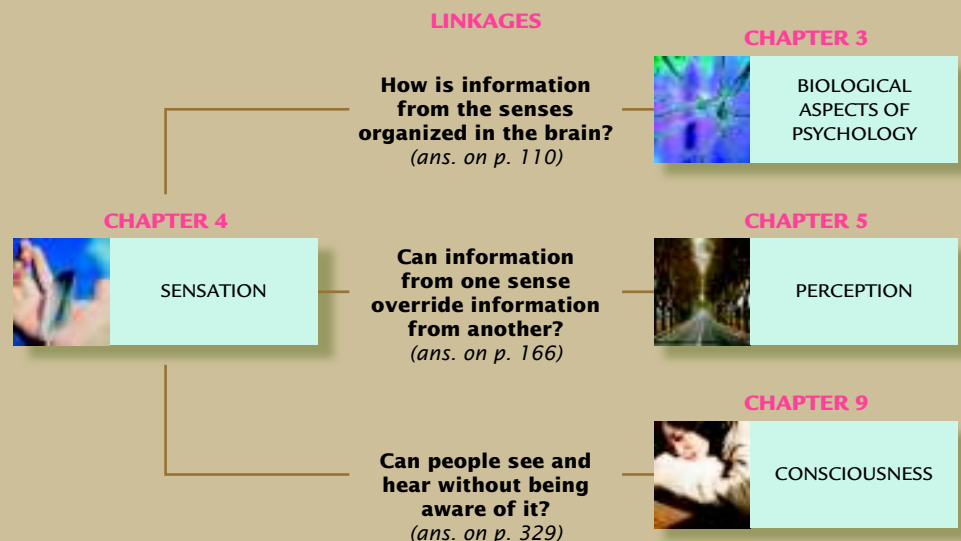 LINKAGES
CHAPTER 3
How is information
from the senses
organized in the brain?
(ans. on p. 110)
BIOLOGICAL
ASPECTS OF
PSYCHOLOGY
CHAPTER 4
SENSATION
Can information
from one sense
override information
from another?
(ans. on p. 166)
CHAPTER 5
PERCEPTION
Can people see and
hear without being
aware of it?
(ans. on p. 329)
CHAPTER 9
CONSCIOUSNESS